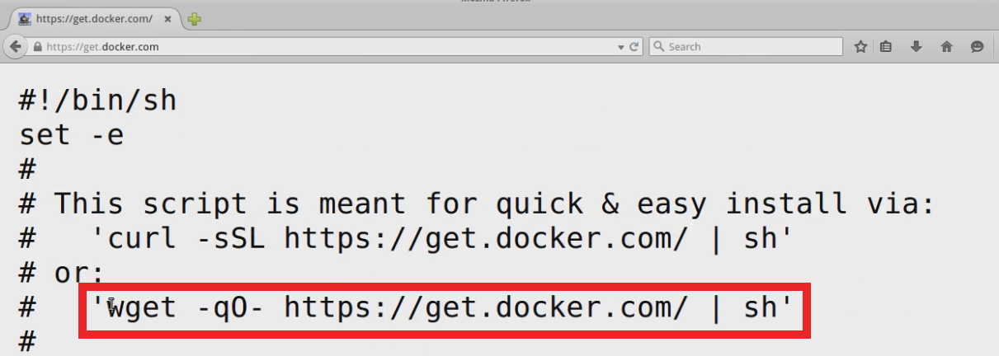 Mozilla Firefox
https://get.docker.com/
https://get.docker.com
Search
#!/bin/sh
set -e
#
# This script is meant for quick & easy install via:
#   'curl -sSL https://get.docker.com/ | sh'
# or:
#   'wget -qO- https://get.docker.com/ | sh'
#